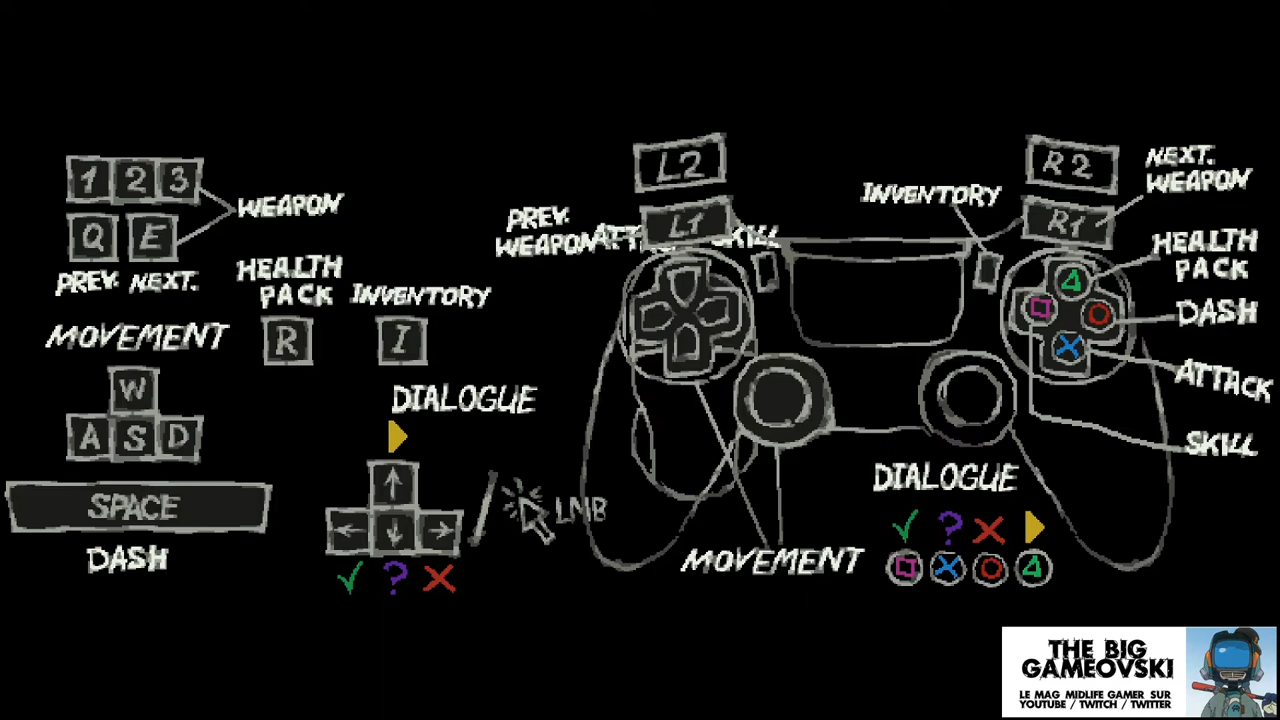 1 2 3
Q E
WEAPON
PREV. NEXT.
HEALTH
PACK
INVENTORY
MOVEMENT
R
I
W
A S D
SPACE
DASH
DIALOGUE
LMB
L2
L1
PREV.
WEAPON
ATTACK SKILL
INVENTORY
R2
R1
NEXT.
WEAPON
HEALTH
PACK
DASH
ATTACK
SKILL
DIALOGUE
?
?
MOVEMENT
THE BIG
GAMEOVSKI
LE MAG MIDLIFE GAMER SUR
YOUTUBE / TWITCH / TWITTER